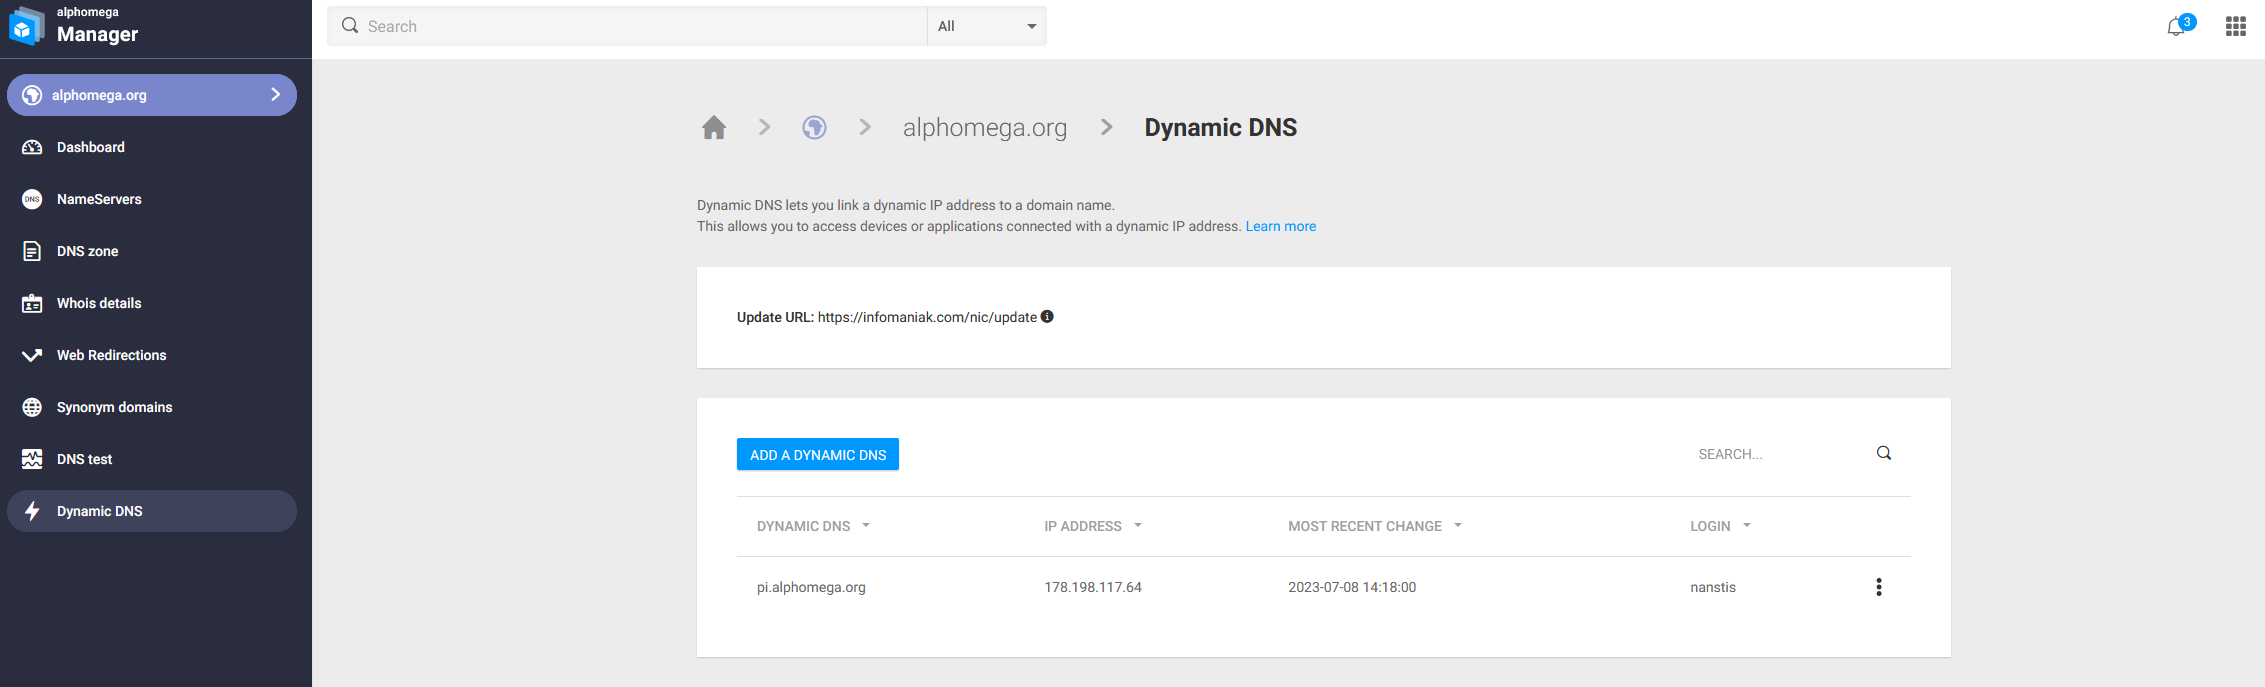 alphomega
Manager
alphomega.org
Dashboard
DNS
NameServers
DNS zone
Whois details
Web Redirections
Synonym domains
DNS test
Dynamic DNS
Search
All
3
alphomega.org
Dynamic DNS
Dynamic DNS lets you link a dynamic IP address to a domain name.
This allows you to access devices or applications connected with a dynamic IP address. Learn more
Update URL: https://infomaniak.com/nic/update
ADD A DYNAMIC DNS
SEARCH...
DYNAMIC DNS IP ADDRESS MOST RECENT CHANGE LOGIN
pi.alphomega.org 178.198.117.64 2023-07-08 14:18:00 nanstis